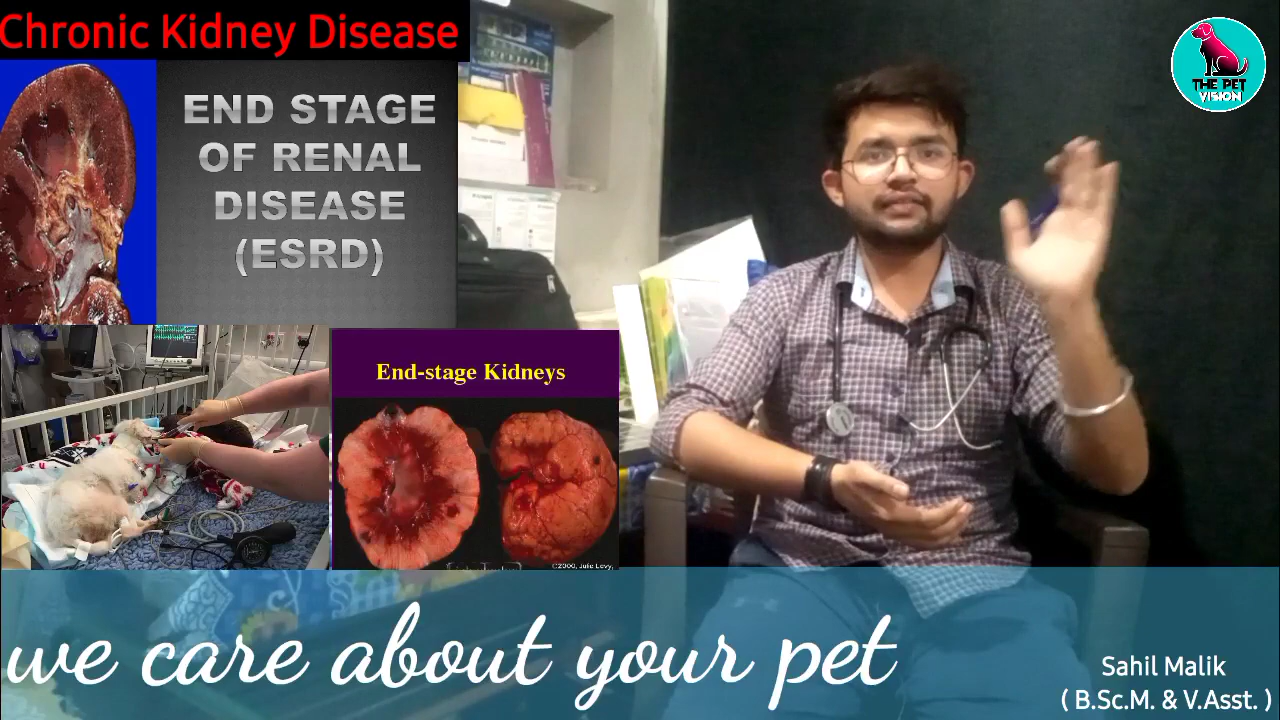 Chronic Kidney Disease
END STAGE
OF RENAL
DISEASE
(ESRD)
THE PET
VISION
End-stage Kidneys
©2000, Julie Levy,
we care about your pet
Sahil Malik
( B.Sc.M. & V.Asst. )